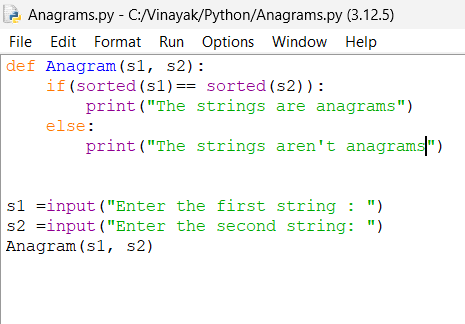 Anagrams.py - C:/Vinayak/Python/Anagrams.py (3.12.5)
File Edit Format Run Options Window Help
def Anagram(s1, s2):
    if(sorted(s1)== sorted(s2)):
        print("The strings are anagrams")
    else:
        print("The strings aren't anagrams")
s1 =input("Enter the first string : ")
s2 =input("Enter the second string: ")
Anagram(s1, s2)